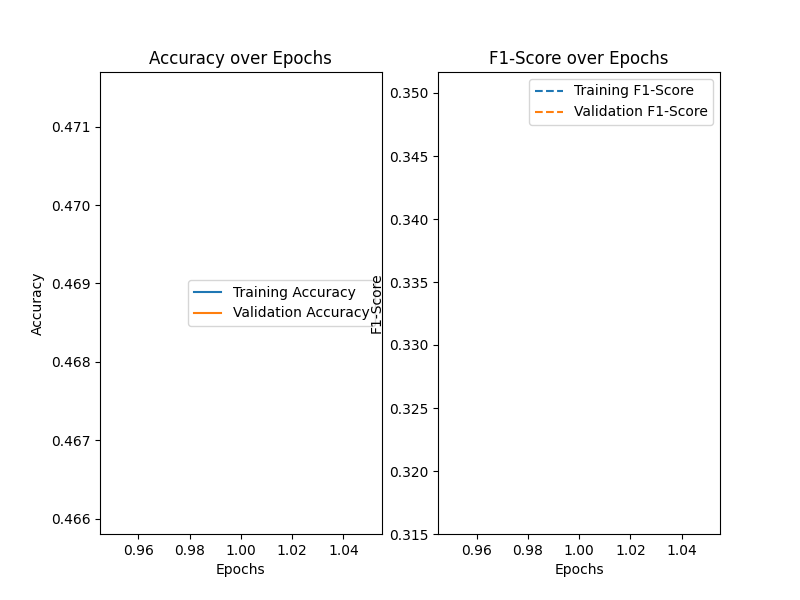 Accuracy over Epochs
Accuracy
0.471
0.470
0.469
0.468
0.467
0.466
Training Accuracy
Validation Accuracy
0.96 0.98 1.00 1.02 1.04
Epochs
F1-Score over Epochs
F1-Score
0.350
0.345
0.340
0.335
0.330
0.325
0.320
0.315
Training F1-Score
Validation F1-Score
0.96 0.98 1.00 1.02 1.04
Epochs